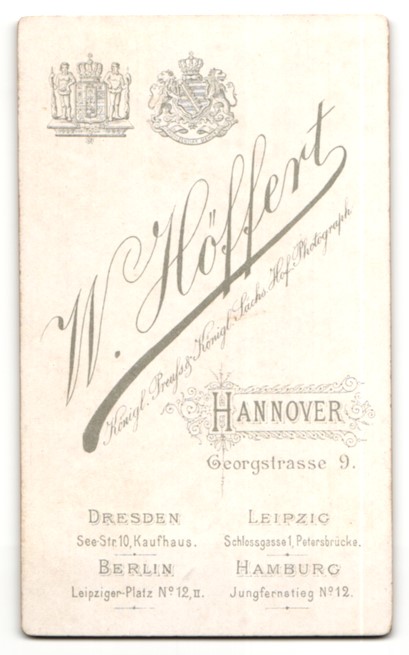 W. Höffert
Königl. Preuss & Königl. Sächs Hof. Photograph
HANNOVER
Georgstrasse 9.
DRESDEN
See-Str. 10, Kaufhaus.
LEIPZIG
Schlossgasse 1, Petersbrücke.
BERLIN
Leipziger-Platz Nº 12, II.
HAMBURG
Jungfernstieg Nº 12.